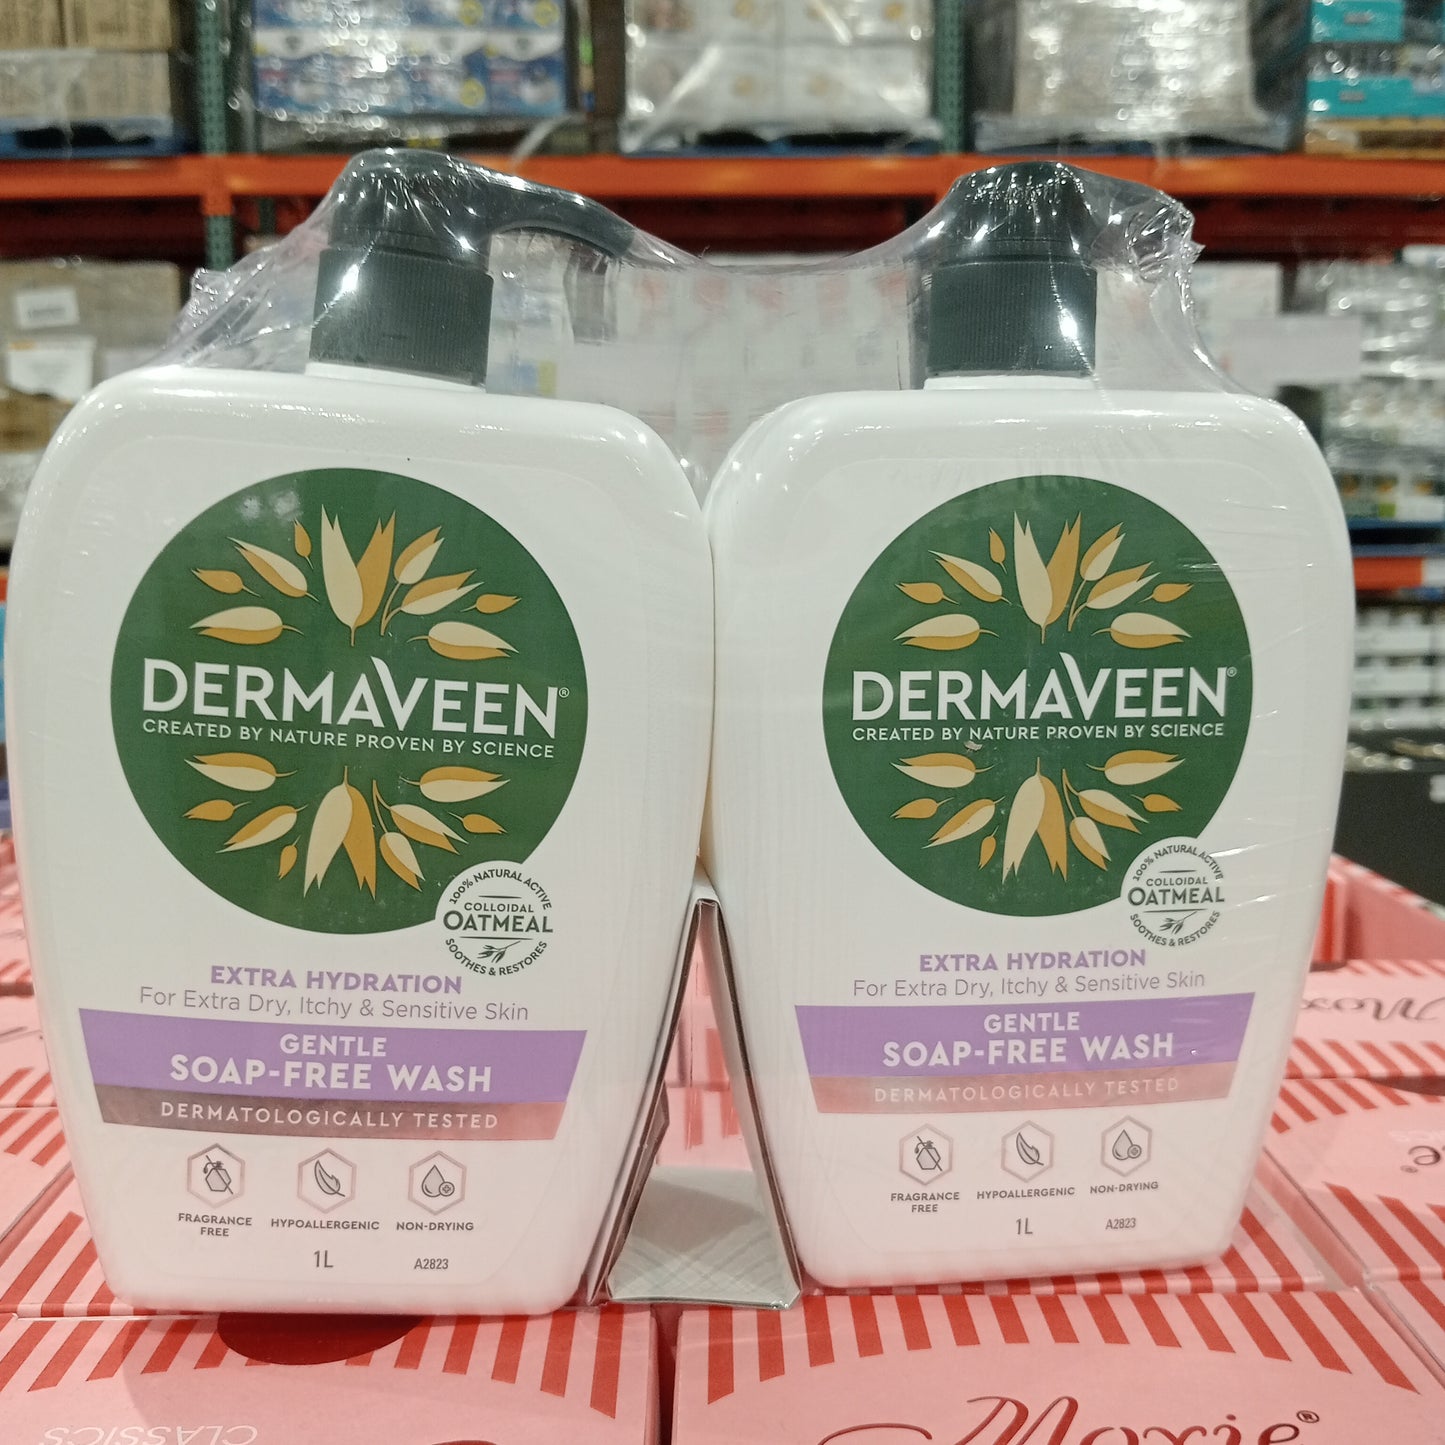 DERMAVEEN®
CREATED BY NATURE PROVEN BY SCIENCE
100% NATURAL ACTIVE
COLLOIDAL
OATMEAL
SOOTHES & RESTORES
EXTRA HYDRATION
For Extra Dry, Itchy & Sensitive Skin
GENTLE
SOAP-FREE WASH
DERMATOLOGICALLY TESTED
FRAGRANCE
FREE
HYPOALLERGENIC
NON-DRYING
1L
A2823
DERMAVEEN®
CREATED BY NATURE PROVEN BY SCIENCE
100% NATURAL ACTIVE
COLLOIDAL
OATMEAL
SOOTHES & RESTORES
EXTRA HYDRATION
For Extra Dry, Itchy & Sensitive Skin
GENTLE
SOAP-FREE WASH
DERMATOLOGICALLY TESTED
FRAGRANCE
FREE
HYPOALLERGENIC
NON-DRYING
1L
A2823
CLASSICS
Moxie®